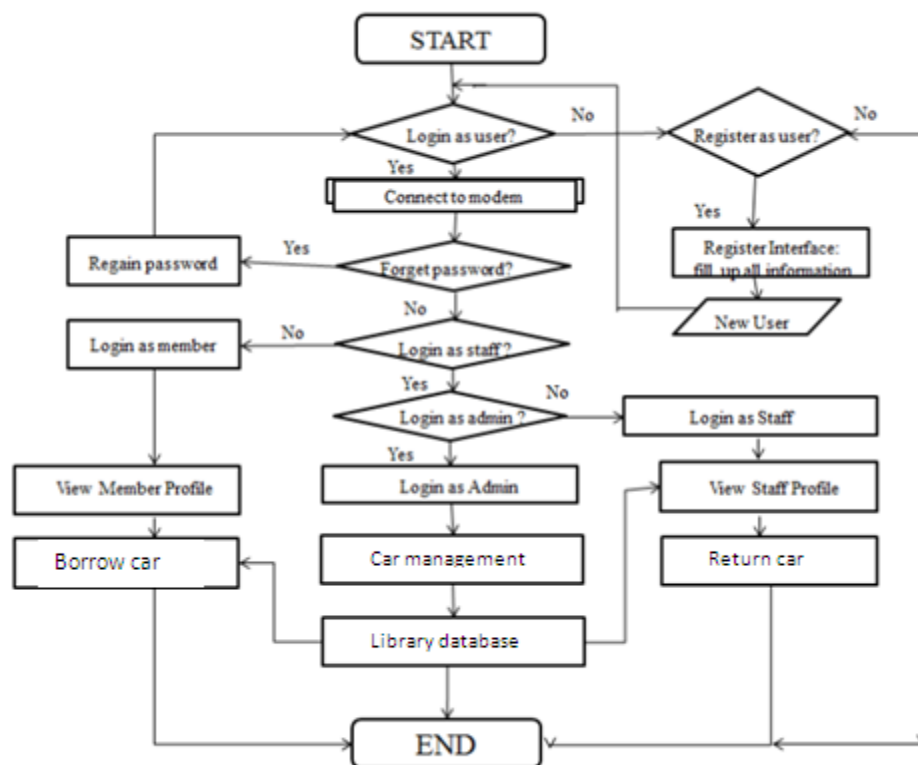 START
Login as user?
No
Register as user?
No
Yes
Connect to modem
Yes
Register Interface:
fill up all information
Regain password
Yes
Forget password?
New User
No
Login as member
No
Login as staff ?
Yes
No
Login as admin ?
Login as Staff
Yes
View Member Profile
Login as Admin
View Staff Profile
Borrow car
Car management
Return car
Library database
END